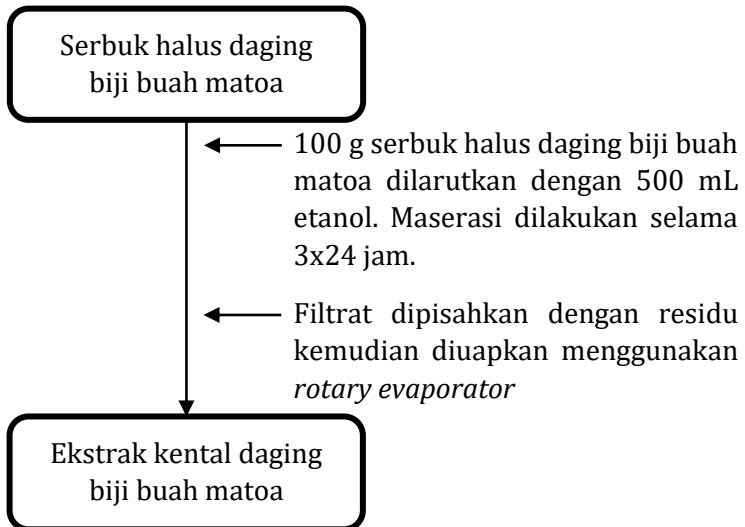 Serbuk halus daging
biji buah matoa
100 g serbuk halus daging biji buah
matoa dilarutkan dengan 500 mL
etanol. Maserasi dilakukan selama
3x24 jam.
Filtrat dipisahkan dengan residu
kemudian diuapkan menggunakan
rotary evaporator
Ekstrak kental daging
biji buah matoa